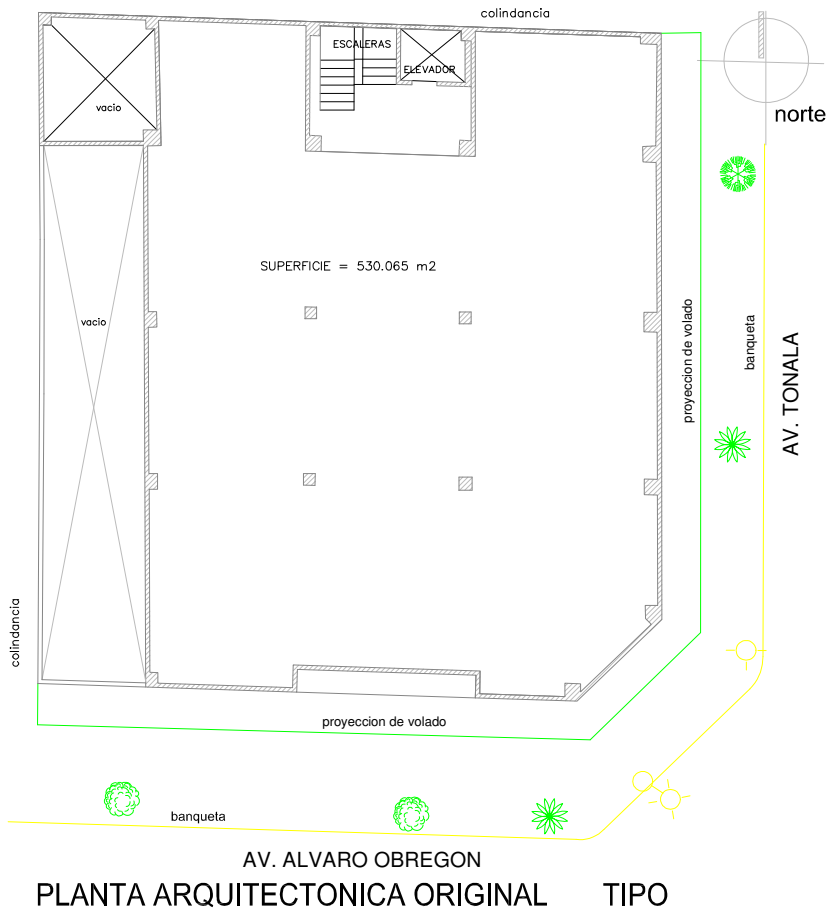 colindancia
ESCALERAS
ELEVADOR
vacio
norte
SUPERFICIE = 530.065 m2
vacio
banqueta
proyeccion de volado
AV. TONALA
colindancia
proyeccion de volado
banqueta
AV. ALVARO OBREGON
PLANTA ARQUITECTONICA ORIGINAL TIPO